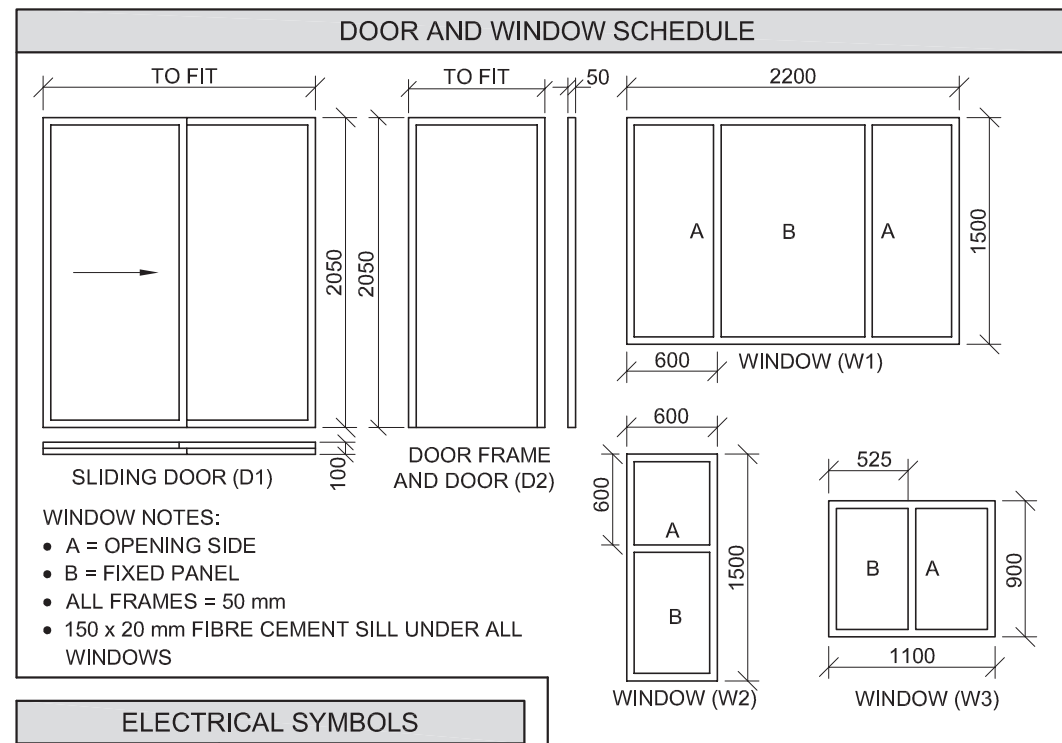 DOOR AND WINDOW SCHEDULE
TO FIT
2050
100
SLIDING DOOR (D1)
TO FIT
50
2050
DOOR FRAME
AND DOOR (D2)
2200
A
B
A
1500
600
WINDOW (W1)
600
600
A
B
1500
WINDOW (W2)
525
B
A
900
1100
WINDOW (W3)
WINDOW NOTES:
• A = OPENING SIDE
• B = FIXED PANEL
• ALL FRAMES = 50 mm
• 150 x 20 mm FIBRE CEMENT SILL UNDER ALL
WINDOWS
ELECTRICAL SYMBOLS